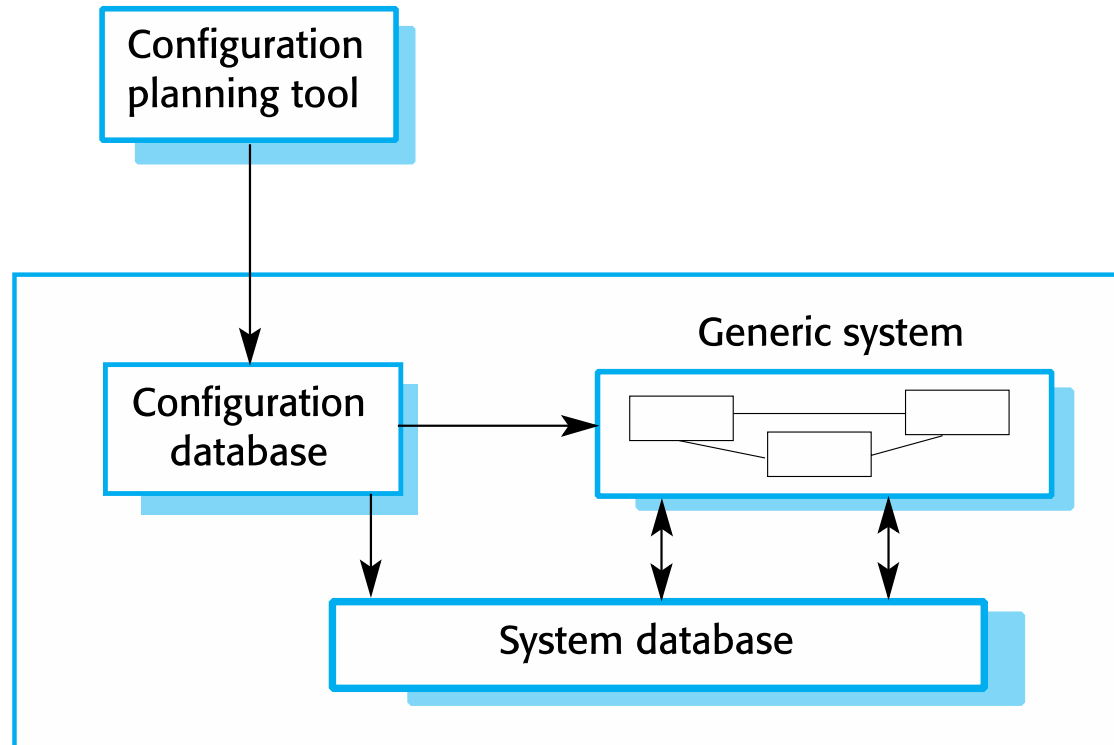 Configuration
planning tool
Generic system
Configuration
database
System database